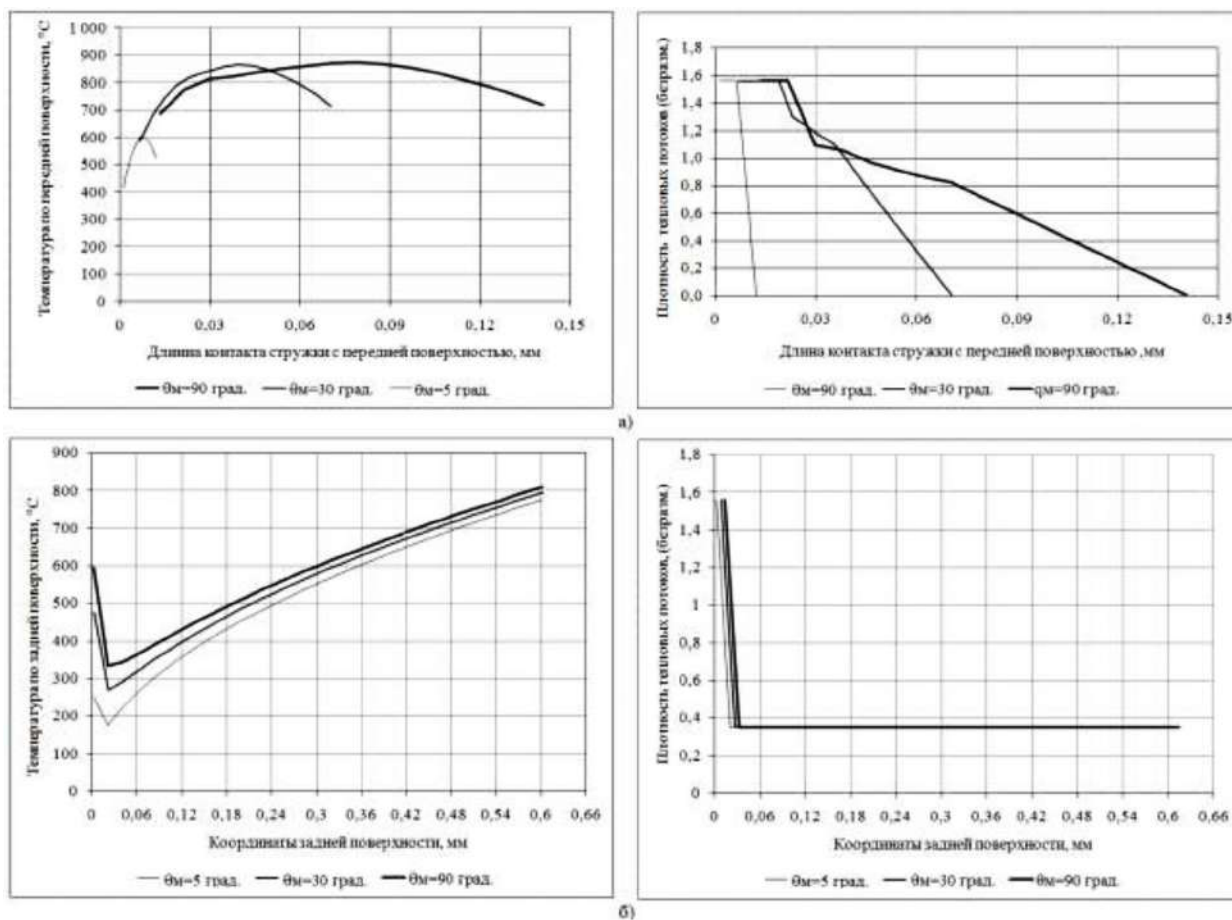 Температура по передней поверхности, °C
1 000
900
800
700
600
500
400
300
200
100
0
0 0,03 0,06 0,09 0,12 0,15
Длинна контакта стружки с передней поверхностью, мм
θм=90 град. θм=30 град. θм=5 град.
Плотность тепловых потоков (безразм.)
1,8
1,6
1,4
1,2
1,0
0,8
0,6
0,4
0,2
0,0
0 0,03 0,06 0,09 0,12 0,15
Длина контакта стружки с передней поверхностью ,мм
θм=90 град. θм=30 град. qм=90 град.
а)
Температура по задней поверхности, °C
900
800
700
600
500
400
300
200
100
0
0 0,06 0,12 0,18 0,24 0,3 0,36 0,42 0,48 0,54 0,6 0,66
Координаты задней поверхности, мм
θм=5 град. θм=30 град. θм=90 град.
Плотность тепловых потоков, (безразм.)
1,8
1,6
1,4
1,2
1
0,8
0,6
0,4
0,2
0
0 0,06 0,12 0,18 0,24 0,3 0,36 0,42 0,48 0,54 0,6 0,66
Координаты задней поверхности, мм
θм=5 град. θм=30 град. θм=90 град.
б)